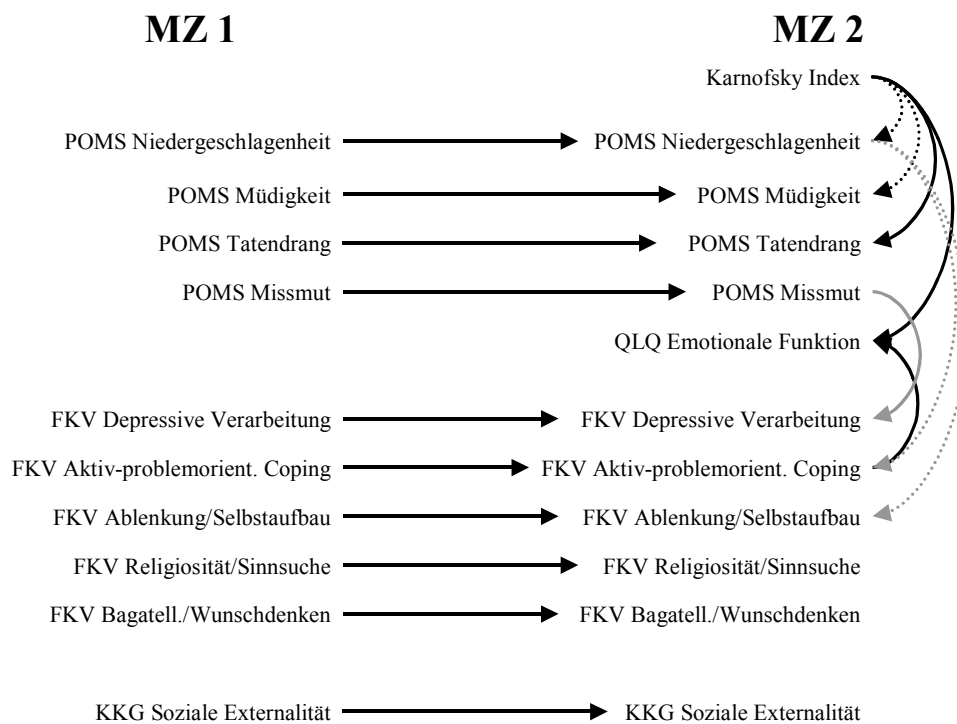 MZ 1 MZ 2
Karnofsky Index
POMS Niedergeschlagenheit POMS Niedergeschlagenheit
POMS Müdigkeit POMS Müdigkeit
POMS Tatendrang POMS Tatendrang
POMS Missmut POMS Missmut
QLQ Emotionale Funktion
FKV Depressive Verarbeitung FKV Depressive Verarbeitung
FKV Aktiv-problemorient. Coping FKV Aktiv-problemorient. Coping
FKV Ablenkung/Selbstaufbau FKV Ablenkung/Selbstaufbau
FKV Religiosität/Sinnsuche FKV Religiosität/Sinnsuche
FKV Bagatell./Wunschdenken FKV Bagatell./Wunschdenken
KKG Soziale Externalität KKG Soziale Externalität